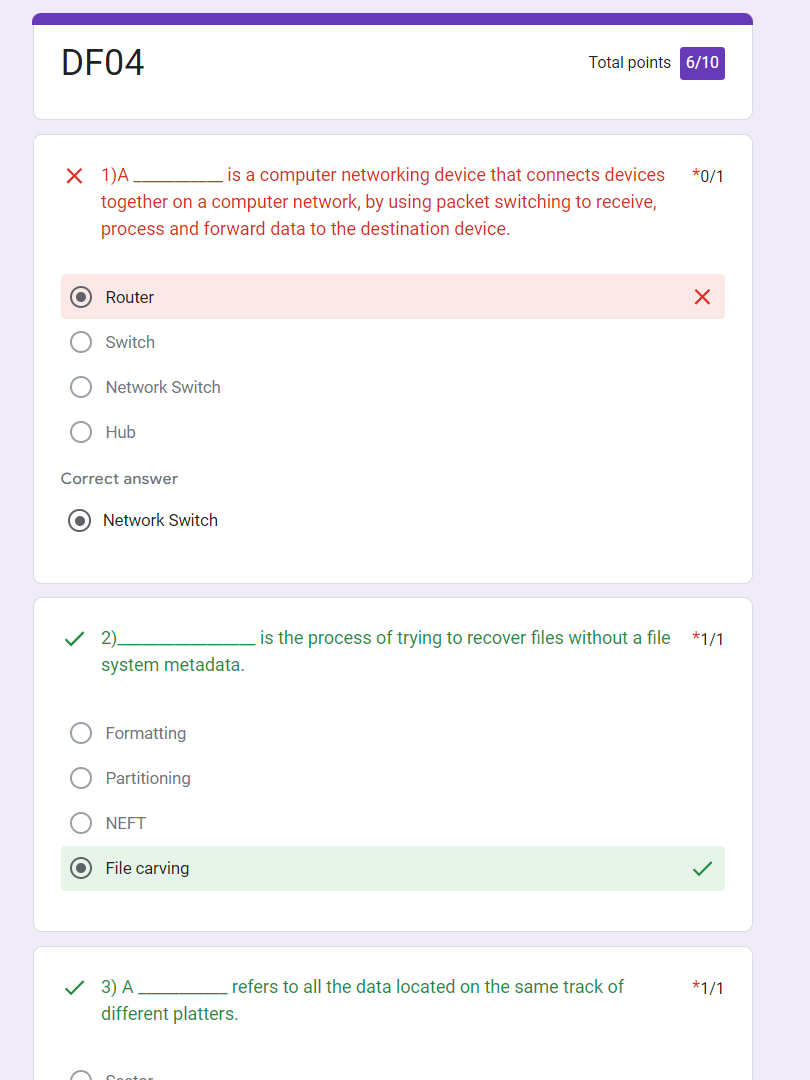 DF04
Total points 6/10
1)A ___________ is a computer networking device that connects devices *0/1
together on a computer network, by using packet switching to receive,
process and forward data to the destination device.
Router
Switch
Network Switch
Hub
Correct answer
Network Switch
2)_________________ is the process of trying to recover files without a file *1/1
system metadata.
Formatting
Partitioning
NEFT
File carving
3) A ___________ refers to all the data located on the same track of *1/1
different platters.